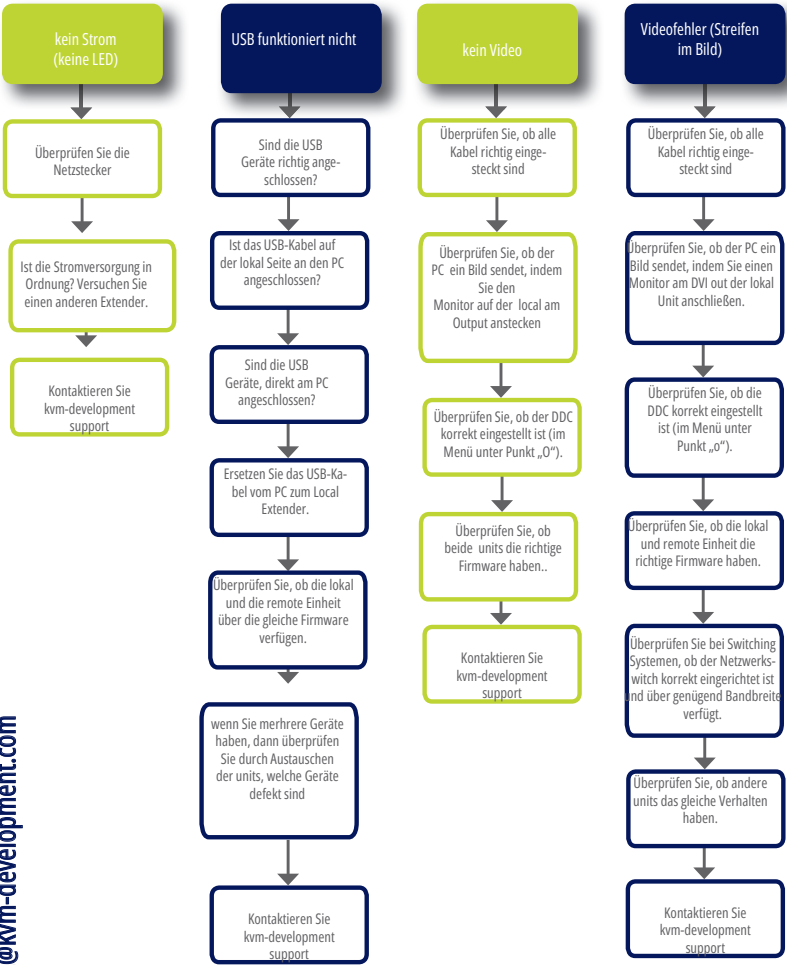 kein Strom
(keine LED)
Überprüfen Sie die
Netzstecker
Ist die Stromversorgung in
Ordnung? Versuchen Sie
einen anderen Extender.
Kontaktieren Sie
kvm-development
support
USB funktioniert nicht
Sind die USB
Geräte richtig ange-
schlossen?
Ist das USB-Kabel auf
der lokal Seite an den PC
angeschlossen?
Sind die USB
Geräte, direkt am PC
angeschlossen?
Ersetzen Sie das USB-Ka-
bel vom PC zum Local
Extender.
Überprüfen Sie, ob die lokal
und die remote Einheit
über die gleiche Firmware
verfügen.
wenn Sie merhrere Geräte
haben, dann überprüfen
Sie durch Austauschen
der units, welche Geräte
defekt sind
Kontaktieren Sie
kvm-development
support
kein Video
Überprüfen Sie, ob alle
Kabel richtig einge-
steckt sind
Überprüfen Sie, ob der
PC ein Bild sendet, indem
Sie den
Monitor auf der local am
Output anstecken
Überprüfen Sie, ob der DDC
korrekt eingestellt ist (im
Menü unter Punkt „O“).
Überprüfen Sie, ob
beide units die richtige
Firmware haben..
Kontaktieren Sie
kvm-development
support
Videofehler (Streifen
im Bild)
Überprüfen Sie, ob alle
Kabel richtig einge-
steckt sind
Überprüfen Sie, ob der PC ein
Bild sendet, indem Sie einen
Monitor am DVI out der lokal
Unit anschließen.
Überprüfen Sie, ob die
DDC korrekt eingestellt
ist (im Menü unter
Punkt „o“).
Überprüfen Sie, ob die lokal
und remote Einheit die
richtige Firmware haben.
Überprüfen Sie bei Switching
Systemen, ob der Netzwerks-
witch korrekt eingerichtet ist
und über genügend Bandbreite
verfügt.
Überprüfen Sie, ob andere
units das gleiche Verhalten
haben.
Kontaktieren Sie
kvm-development
support
@kvm-development.com